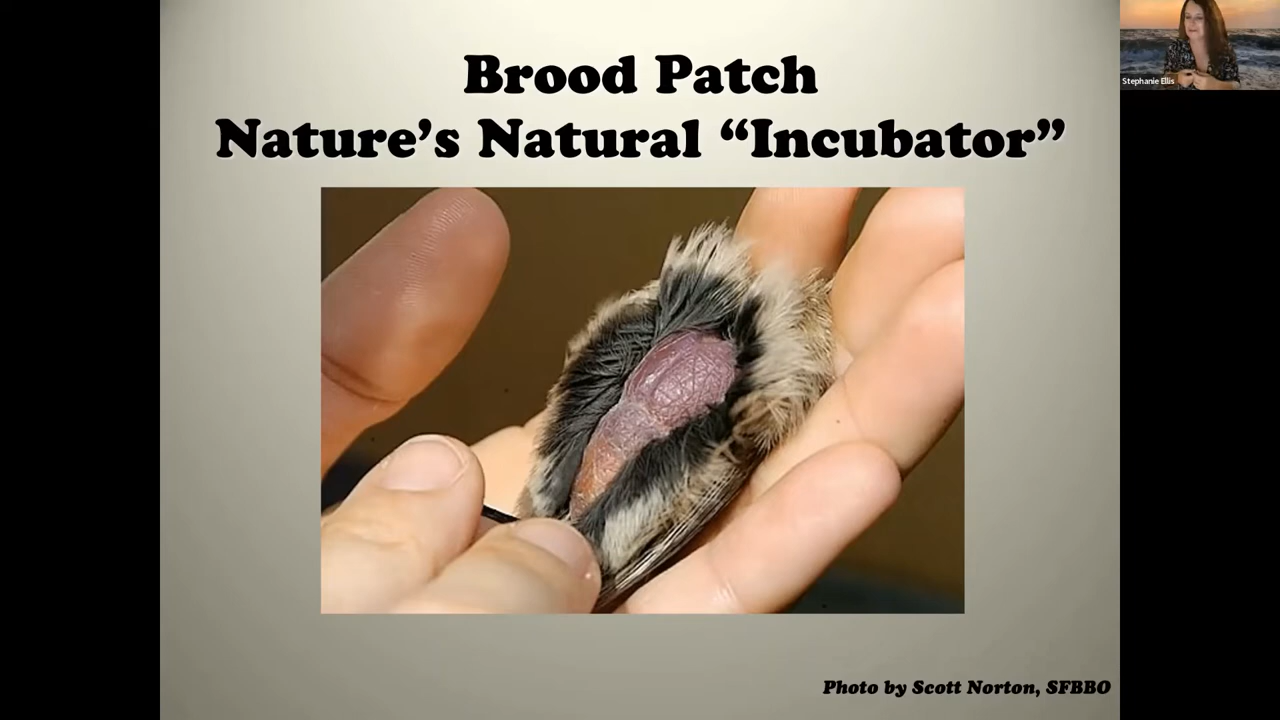 Brood Patch
Nature’s Natural “Incubator”
Stephanie Ellis
Photo by Scott Norton, SFBBO